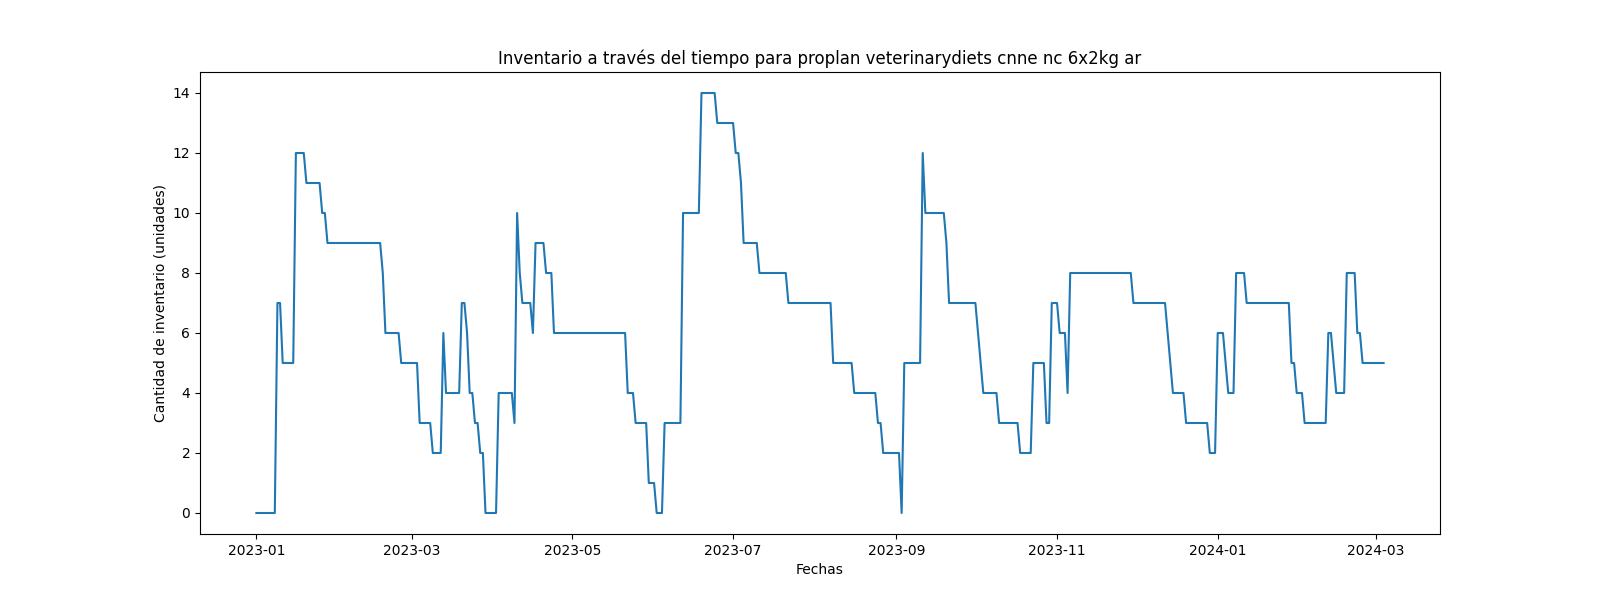 Inventario a través del tiempo para proplan veterinarydiets cnne nc 6x2kg ar
Cantidad de inventario (unidades)
14
12
10
8
6
4
2
0
2023-01 2023-03 2023-05 2023-07 2023-09 2023-11 2024-01 2024-03
Fechas